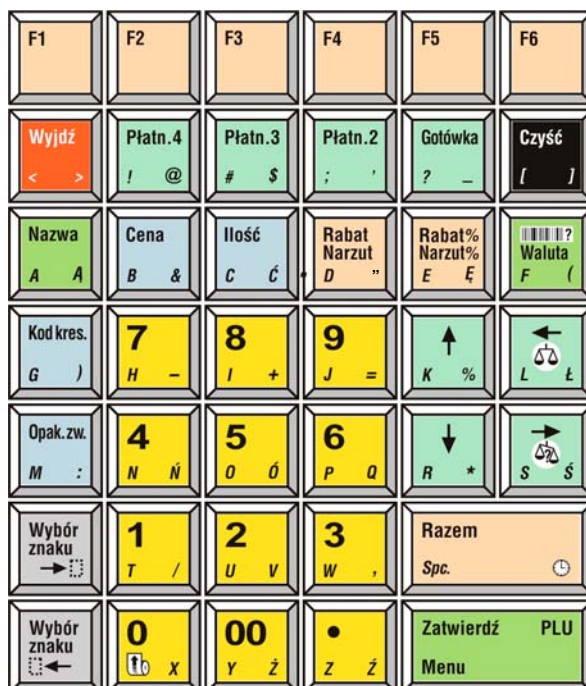 F1 F2 F3 F4 F5 F6
Wyjdź Płatn.4 Płatn.3 Płatn.2 Gotówka Czyść
< > ! @ # $ ; ' ? _ [ ]
Nazwa Cena Ilość Rabat Rabat% ?
Narzut Narzut% Waluta
A Ą B & C Ć " D " E Ę F (
Kod kres. 7 8 9
G ) H – I + J = K % L Ł
Opak.zw. 4 5 6 ?
M : N Ń O Ó P Q R * S Ś
Wybór 1 2 3 Razem
znaku
T / U V W , Spc.
Wybór 0 00 • Zatwierdź PLU
znaku
X Y Ż Z Ź Menu